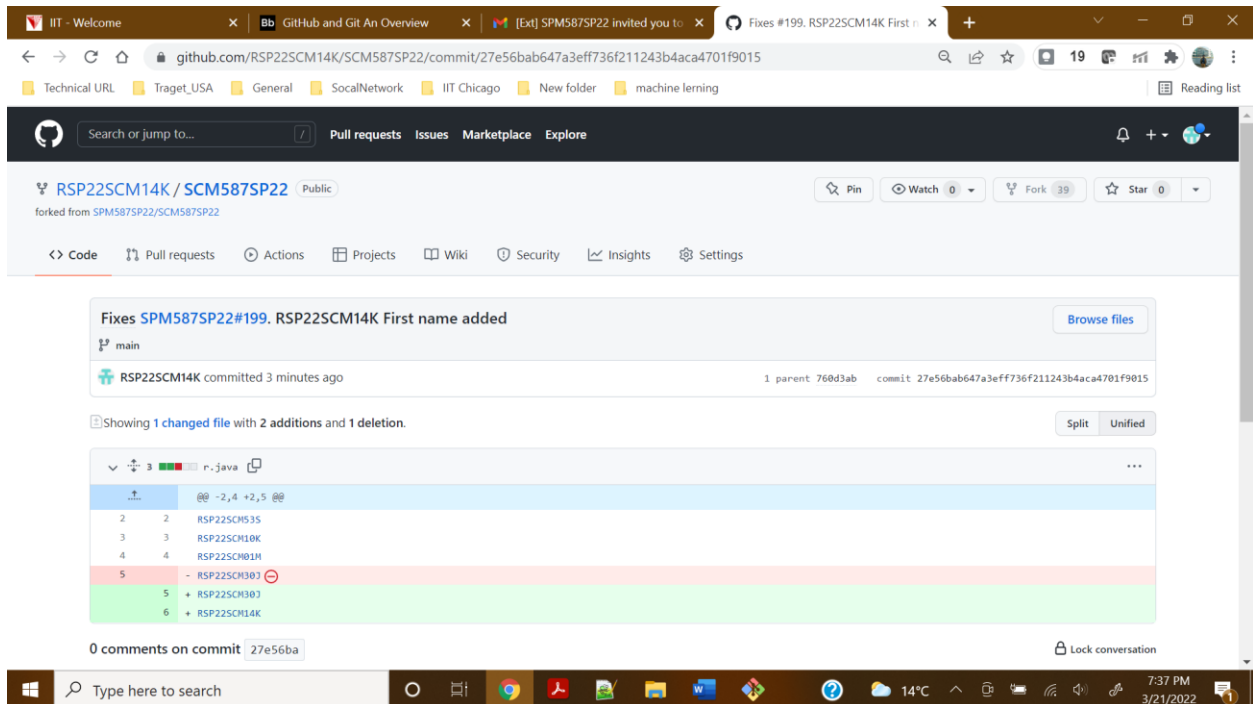 IIT - Welcome
Bb GitHub and Git An Overview
[Ext] SPM587SP22 invited you to
Fixes #199. RSP22SCM14K First n
github.com/RSP22SCM14K/SCM587SP22/commit/27e56bab647a3eff736f211243b4aca4701f9015
19
Technical URL Traget_USA General SocalNetwork IIT Chicago New folder machine lerning Reading list
Search or jump to... / Pull requests Issues Marketplace Explore
RSP22SCM14K / SCM587SP22 Public
Pin Watch 0 Fork 39 Star 0
forked from SPM587SP22/SCM587SP22
<> Code Pull requests Actions Projects Wiki Security Insights Settings
Fixes SPM587SP22#199. RSP22SCM14K First name added
Browse files
main
RSP22SCM14K committed 3 minutes ago 1 parent 760d3ab commit 27e56bab647a3eff736f211243b4aca4701f9015
Showing 1 changed file with 2 additions and 1 deletion. Split Unified
3 r.java ...
@@ -2,4 +2,5 @@
2 2 RSP22SCM53S
3 3 RSP22SCM10K
4 4 RSP22SCM01M
5 - RSP22SCM30J
5 + RSP22SCM30J
6 + RSP22SCM14K
0 comments on commit 27e56ba Lock conversation
Type here to search
14°C
7:37 PM
3/21/2022
1